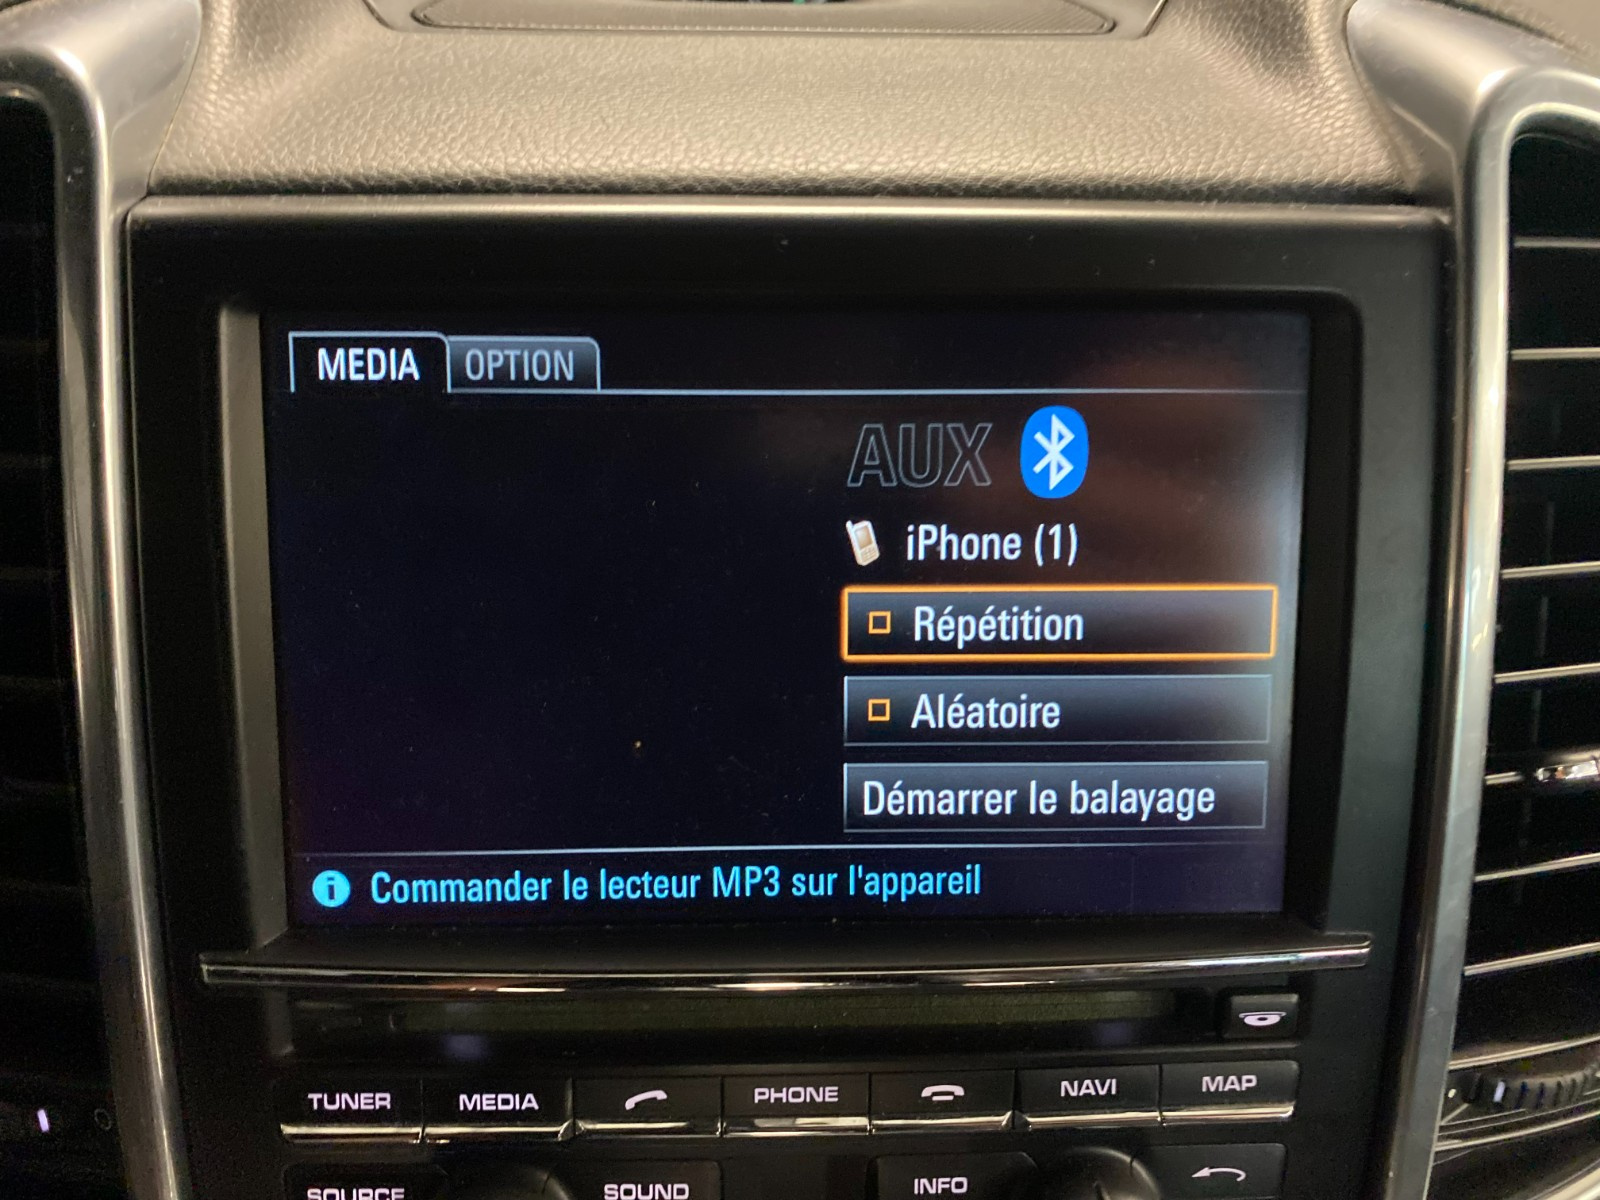 MEDIA OPTION
AUX
iPhone (1)
Répétition
Aléatoire
Démarrer le balayage
Commander le lecteur MP3 sur l'appareil
TUNER MEDIA PHONE NAVI MAP
SOURCE SOUND INFO